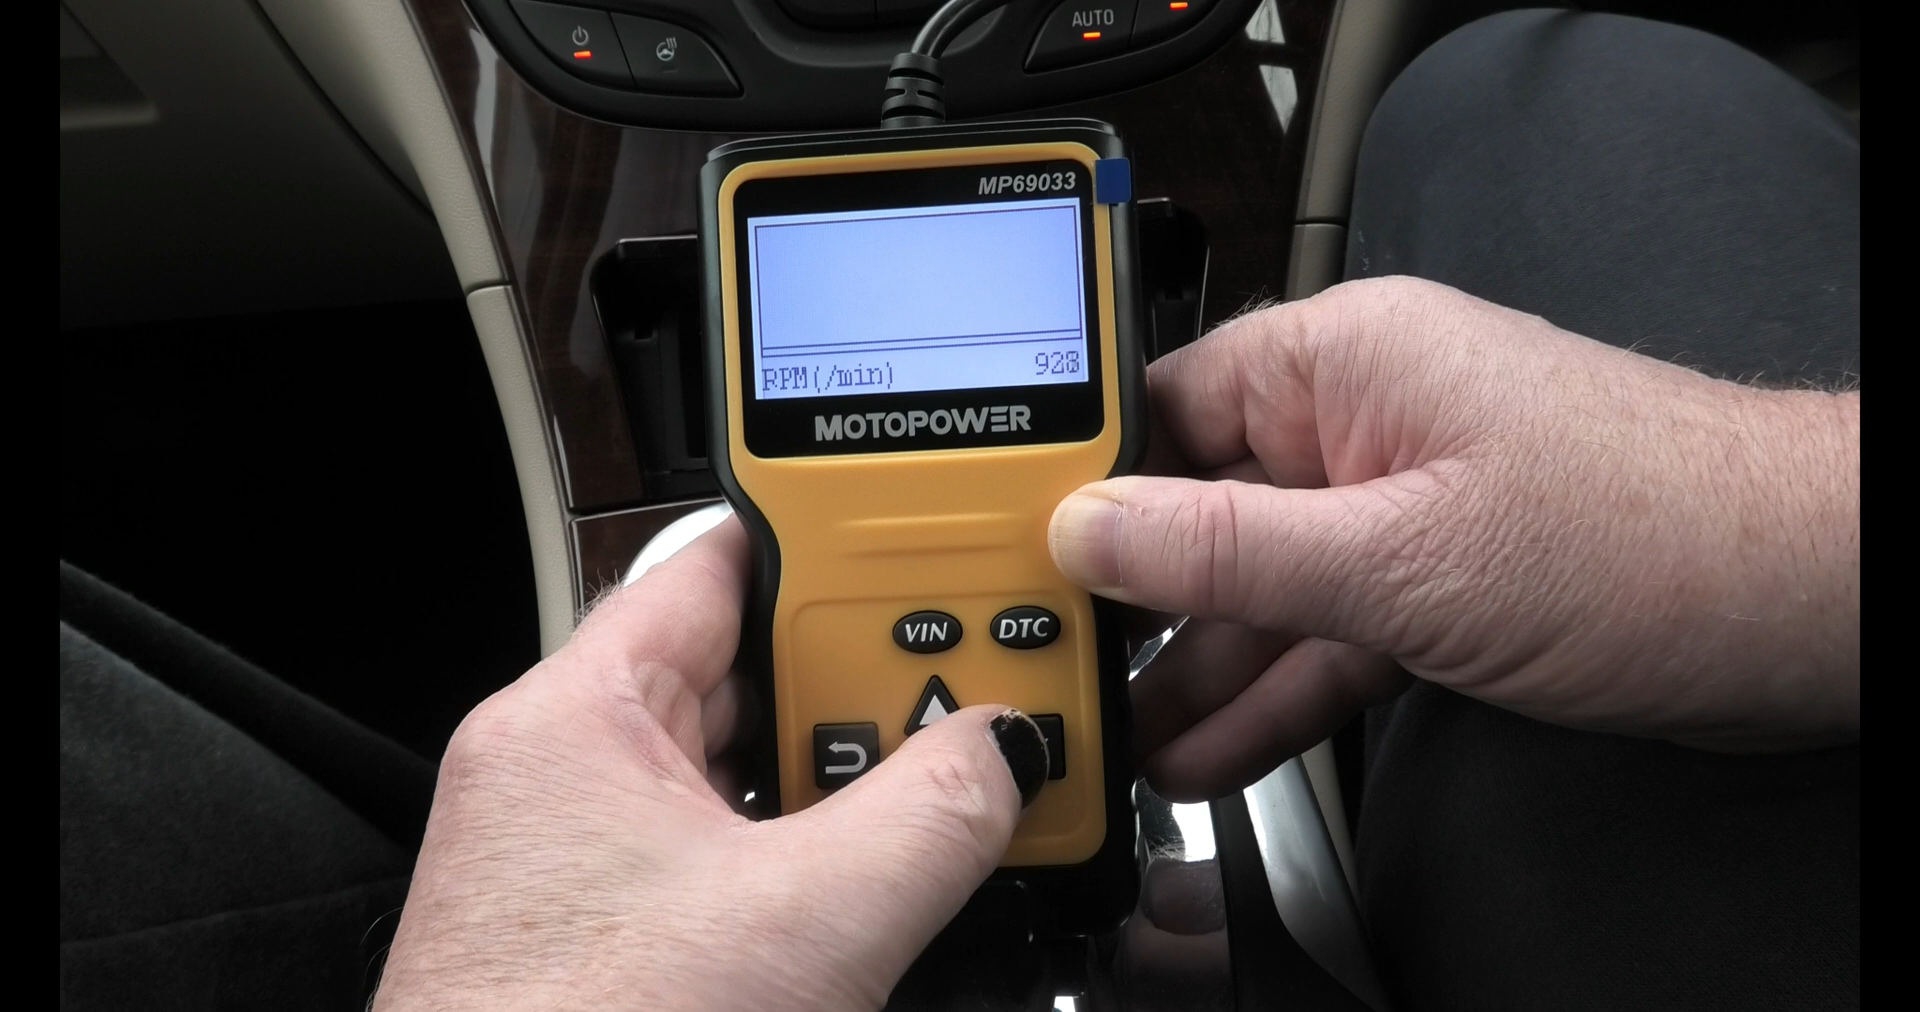 AUTO
MP69033
RPM(/min) 928
MOTOPOWER
VIN DTC